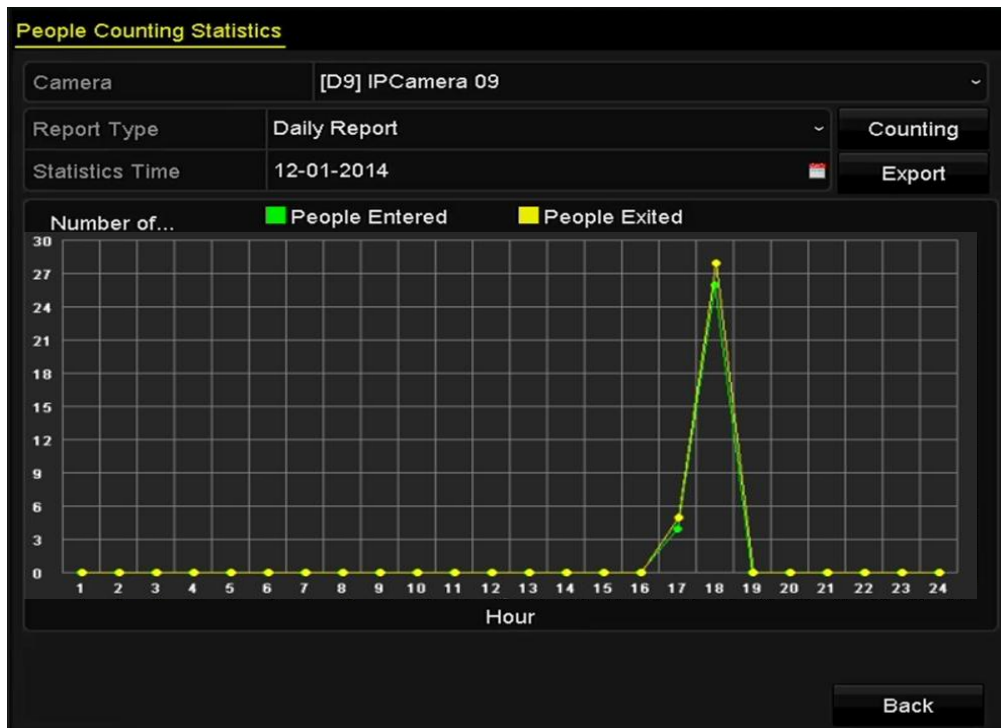 People Counting Statistics
Camera [D9] IPCamera 09
Report Type Daily Report Counting
Statistics Time 12-01-2014 Export
Number of... People Entered People Exited
30
27
24
21
18
15
12
9
6
3
0
1 2 3 4 5 6 7 8 9 10 11 12 13 14 15 16 17 18 19 20 21 22 23 24
Hour
Back